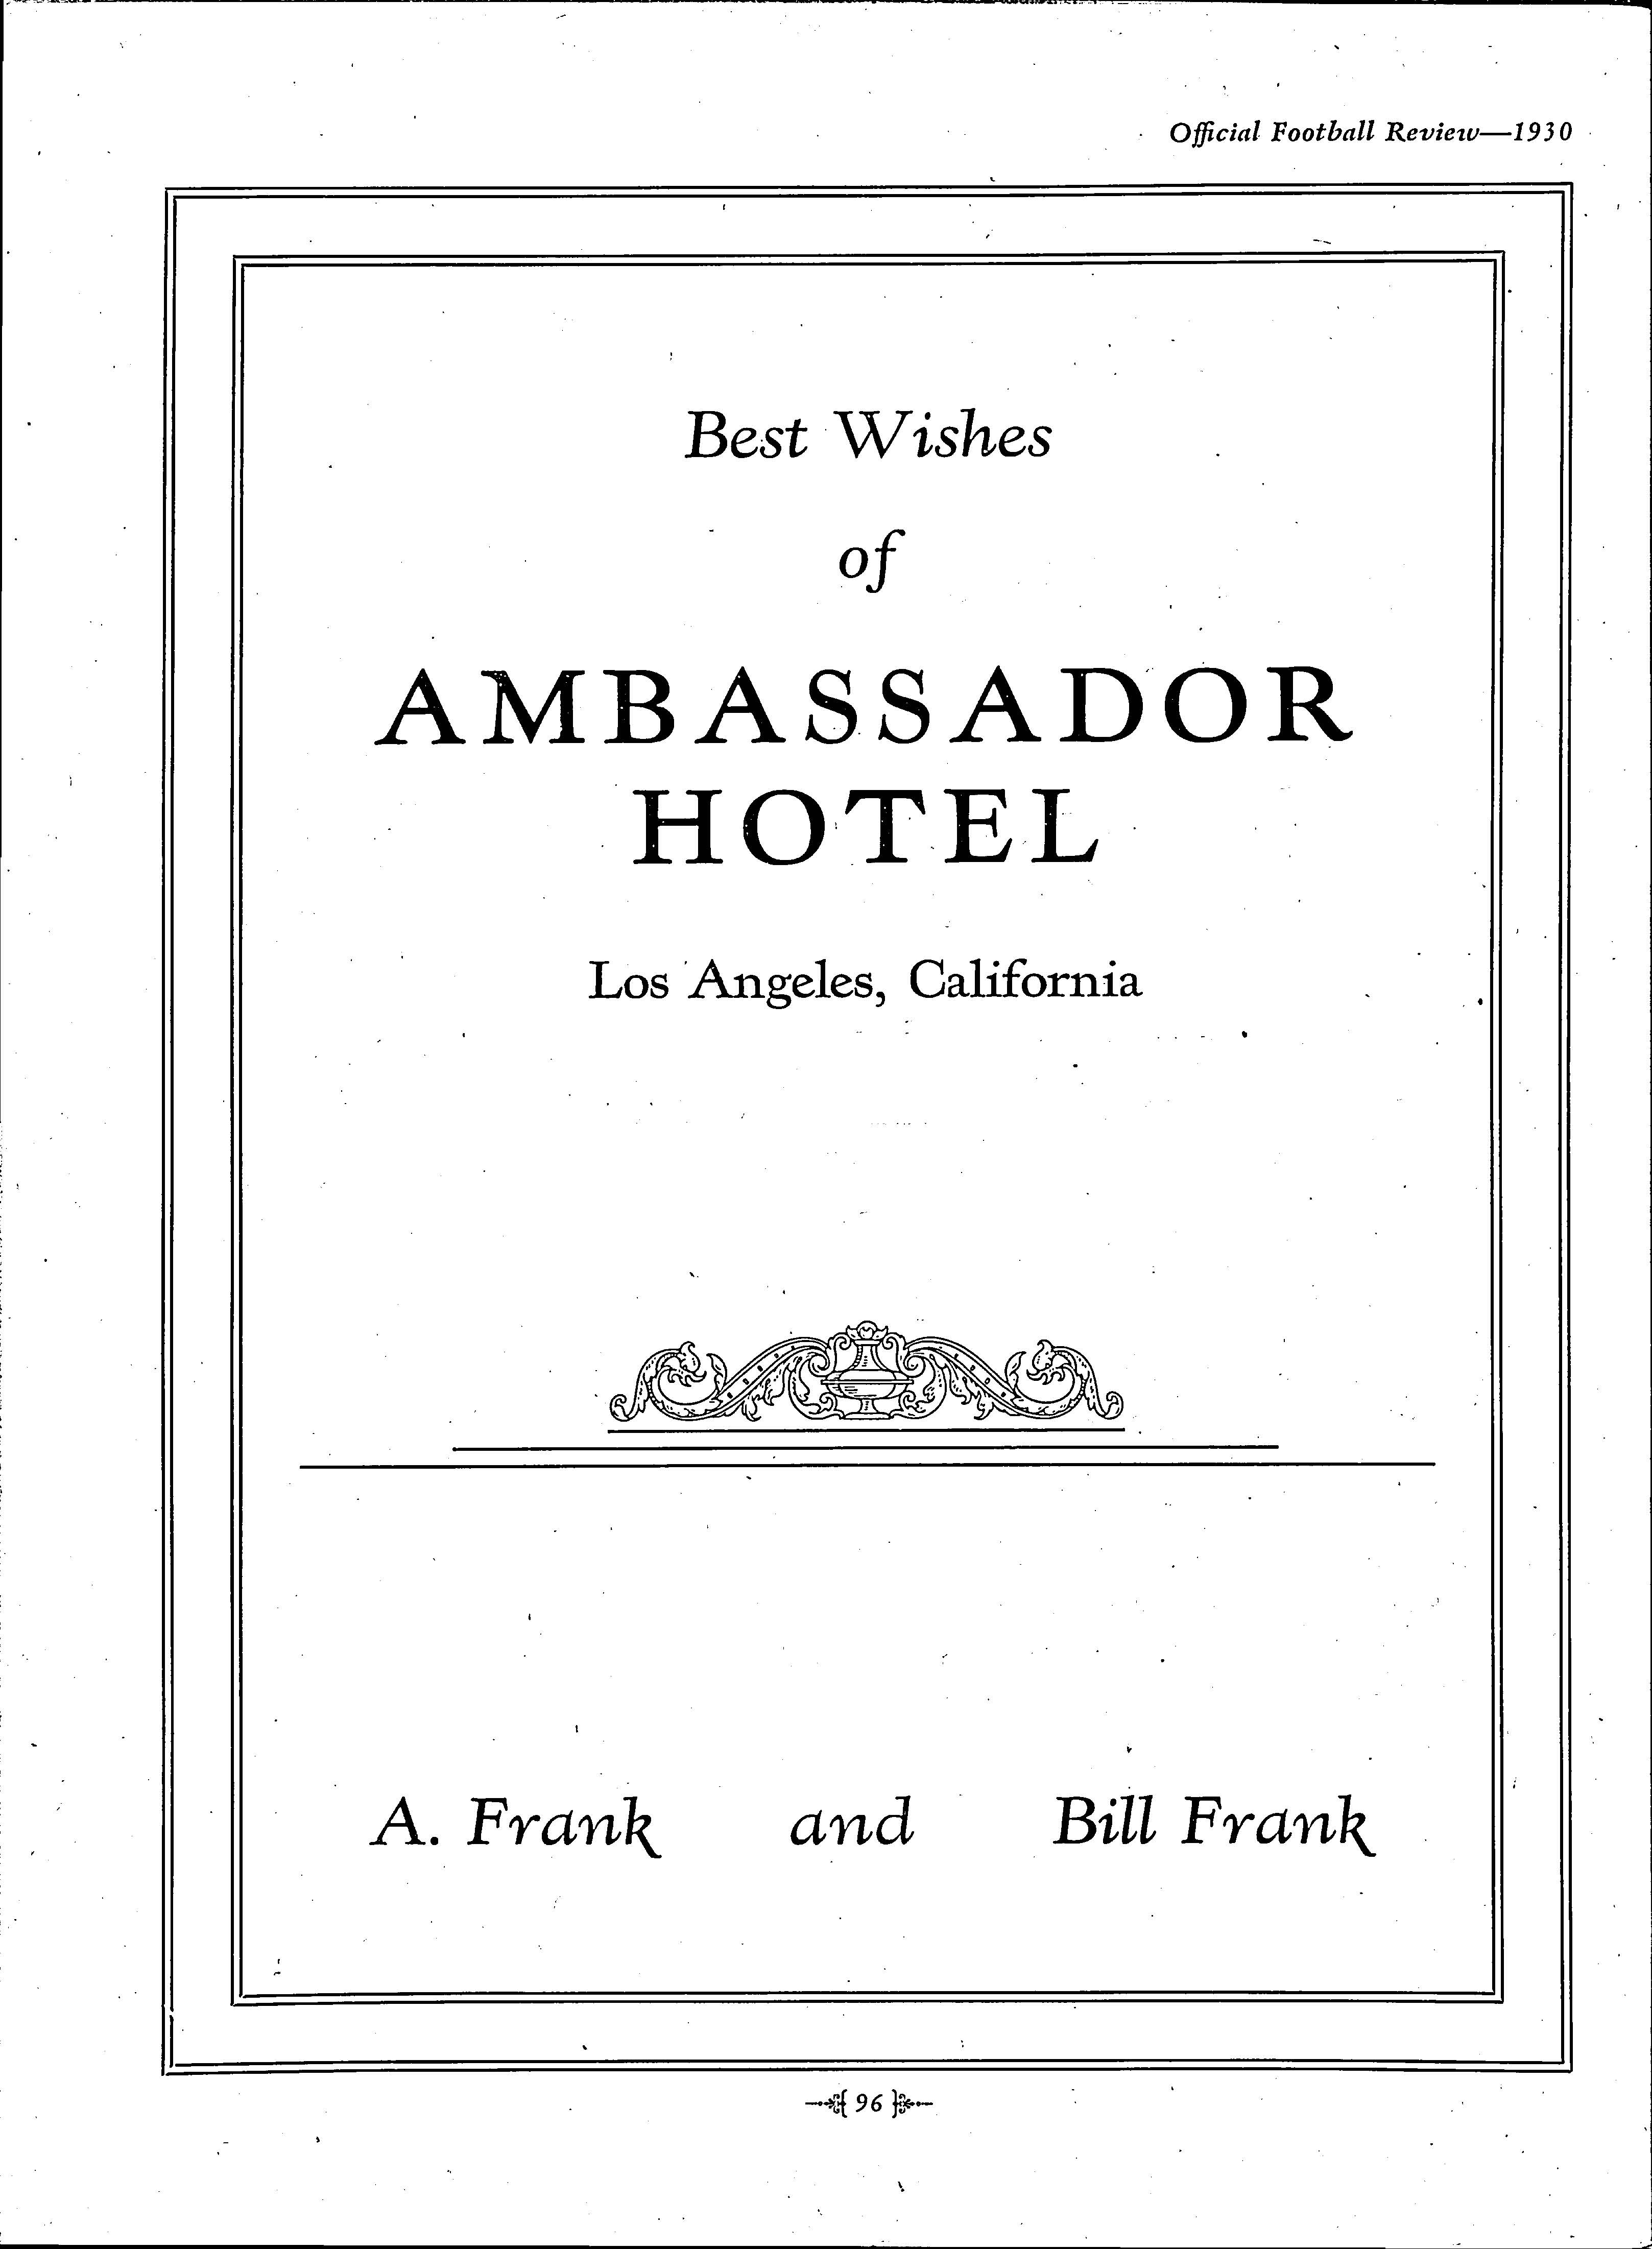 Official Football Review—1930
Best Wishes
of
AMBASSADOR
HOTEL
Los Angeles, California
A. Frank and Bill Frank
96